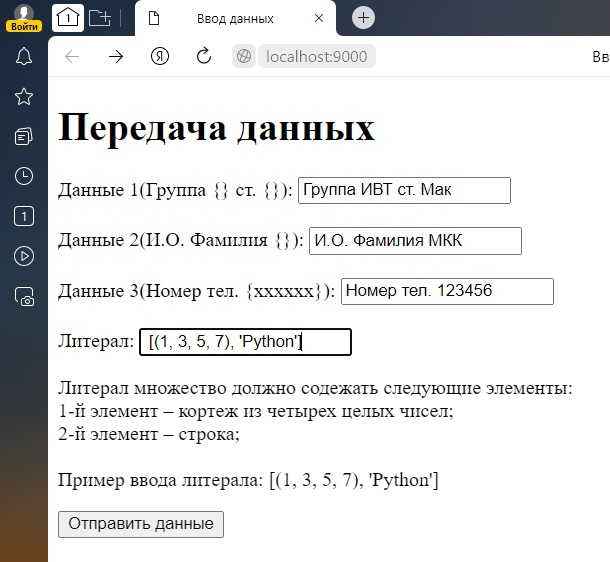 1
Ввод данных
Войти
localhost:9000
Вв
Передача данных
Данные 1(Группа {} ст. {}): Группа ИВТ ст. Мак
Данные 2(И.О. Фамилия {}): И.О. Фамилия МКК
Данные 3(Номер тел. {xxxxxx}): Номер тел. 123456
1
Литерал: [(1, 3, 5, 7), 'Python']
Литерал множество должно содежать следующие элементы:
1-й элемент – кортеж из четырех целых чисел;
2-й элемент – строка;
Пример ввода литерала: [(1, 3, 5, 7), 'Python']
Отправить данные